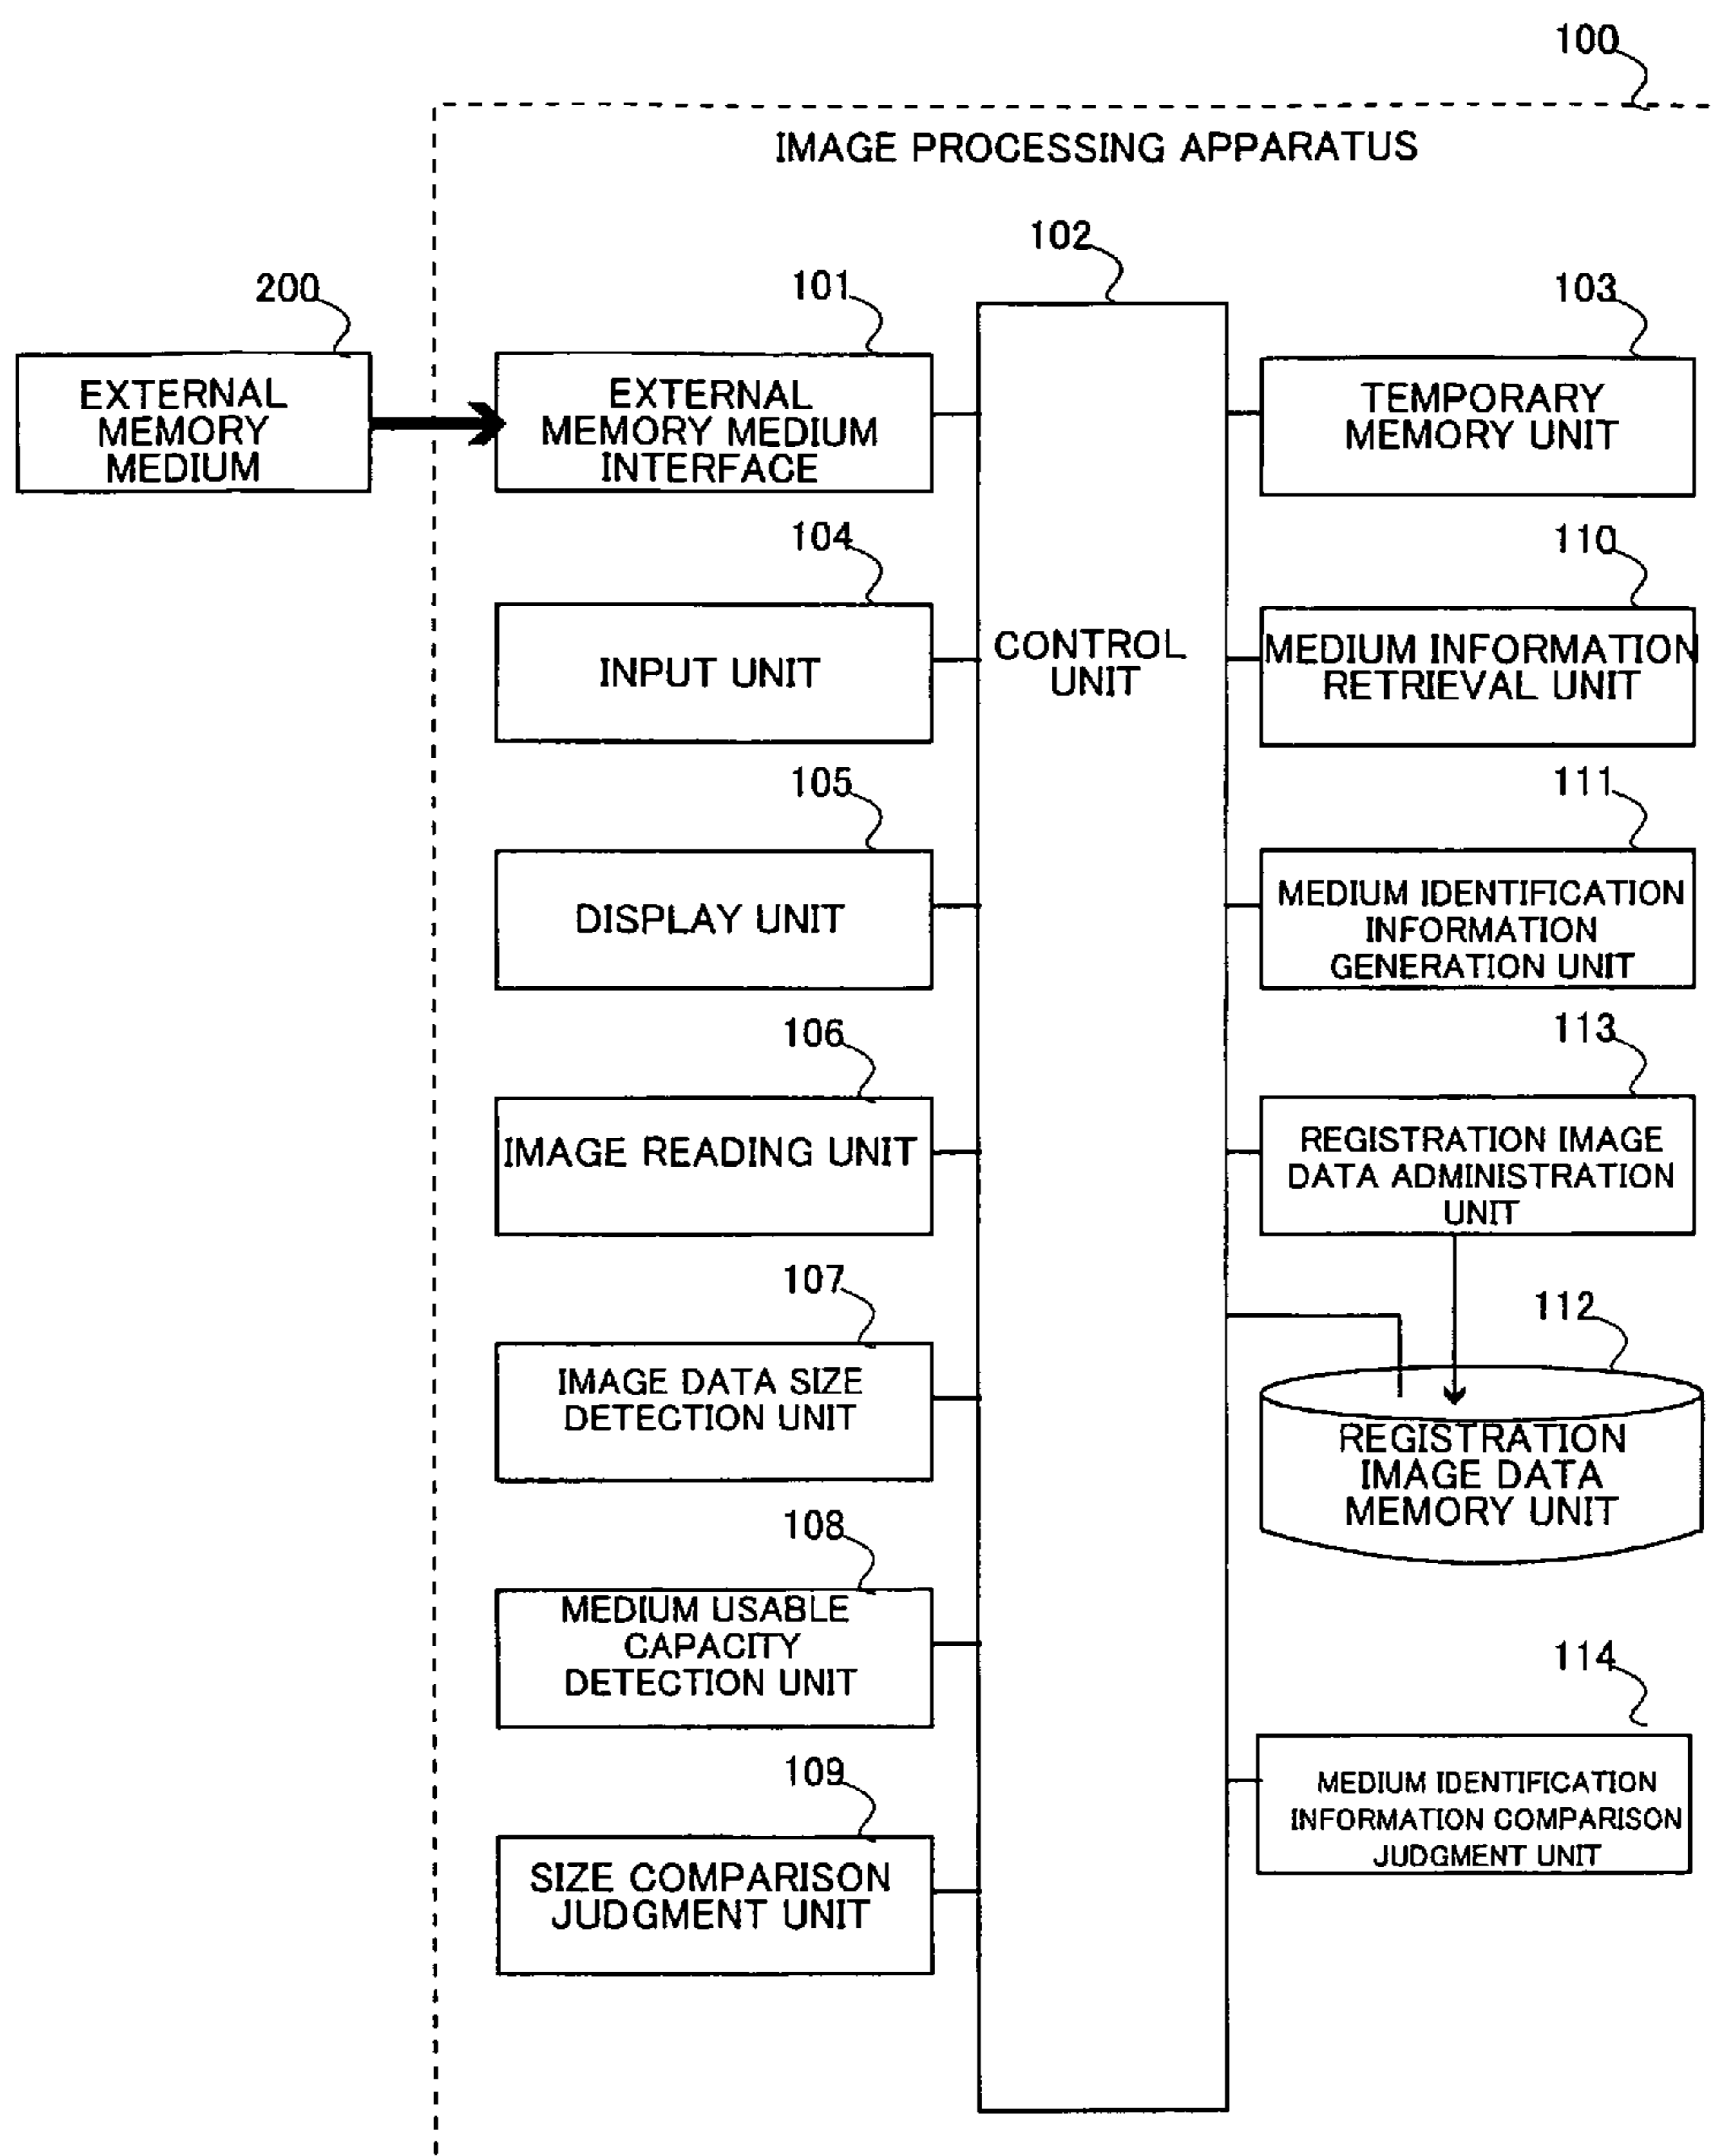 100
IMAGE PROCESSING APPARATUS
102
200
101
103
EXTERNAL
MEMORY
MEDIUM
EXTERNAL
MEMORY MEDIUM
INTERFACE
TEMPORARY
MEMORY UNIT
104
110
INPUT UNIT
CONTROL
UNIT
MEDIUM INFORMATION
RETRIEVAL UNIT
105
111
DISPLAY UNIT
MEDIUM IDENTIFICATION
INFORMATION
GENERATION UNIT
106
113
IMAGE READING UNIT
REGISTRATION IMAGE
DATA ADMINISTRATION
UNIT
107
112
IMAGE DATA SIZE
DETECTION UNIT
REGISTRATION
IMAGE DATA
MEMORY UNIT
108
MEDIUM USABLE
CAPACITY
DETECTION UNIT
114
109
MEDIUM IDENTIFICATION
INFORMATION COMPARISON
JUDGMENT UNIT
SIZE COMPARISON
JUDGMENT UNIT